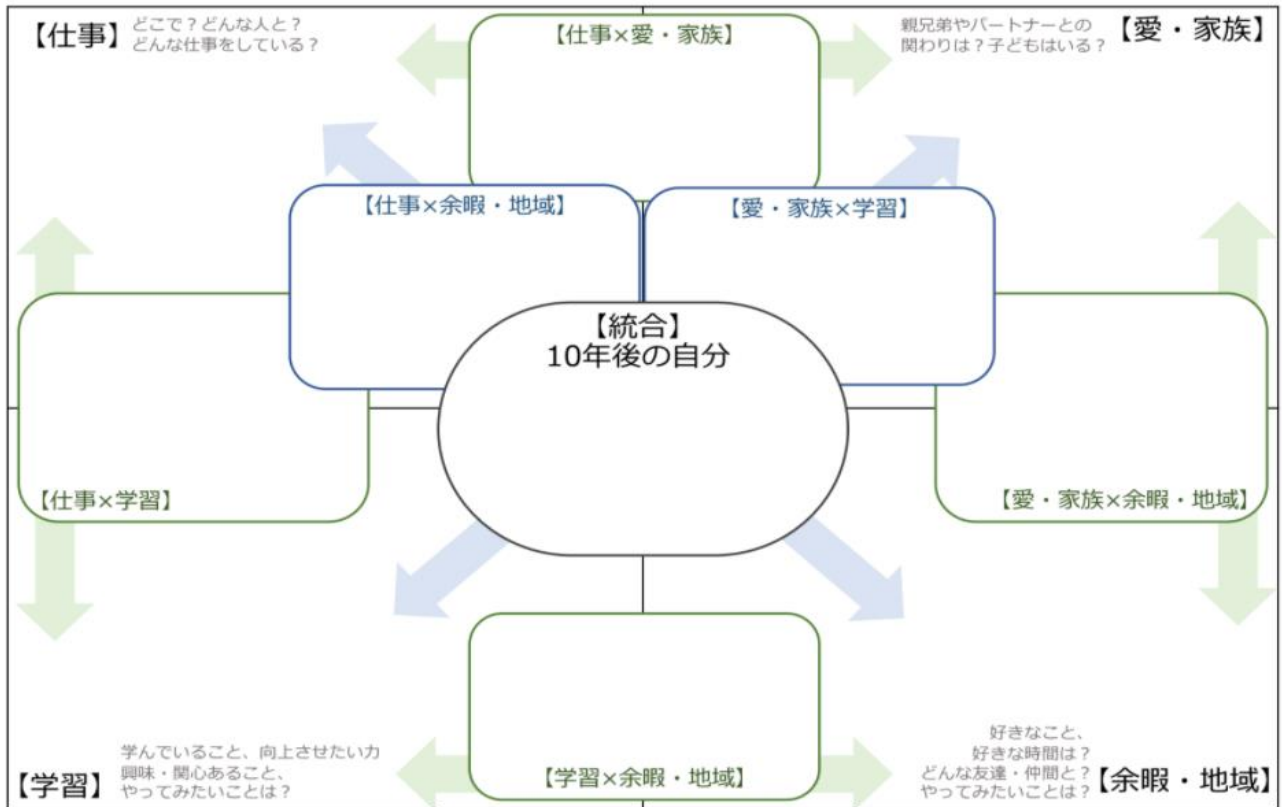 【仕事】
どこで？どんな人と？
どんな仕事をしている？
【仕事×愛・家族】
親兄弟やパートナーとの
関わりは？子どもはいる？
【愛・家族】
【仕事×余暇・地域】
【愛・家族×学習】
【統合】
10年後の自分
【仕事×学習】
【愛・家族×余暇・地域】
【学習】
学んでいること、向上させたい力
興味・関心あること、
やってみたいことは？
【学習×余暇・地域】
好きなこと、
好きな時間は？
どんな友達・仲間と？
やってみたいことは？
【余暇・地域】